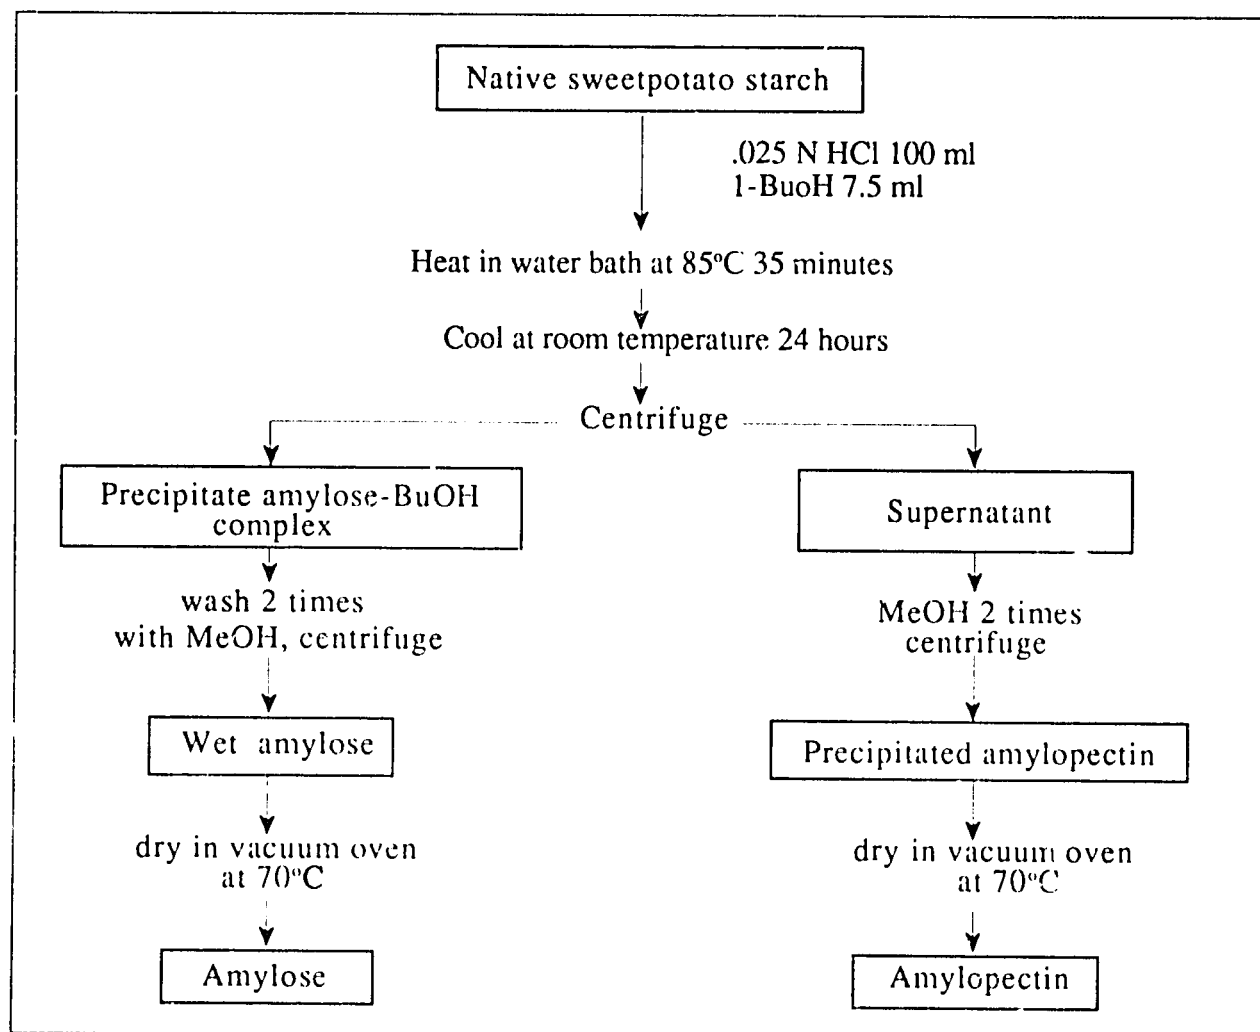 Native sweetpotato starch
.025 N HCl 100 ml
1-BuoH 7.5 ml
Heat in water bath at 85°C 35 minutes
Cool at room temperature 24 hours
Centrifuge
Precipitate amylose-BuOH
complex
Supernatant
wash 2 times
with MeOH, centrifuge
MeOH 2 times
centrifuge
Wet amylose
Precipitated amylopectin
dry in vacuum oven
at 70°C
dry in vacuum oven
at 70°C
Amylose
Amylopectin